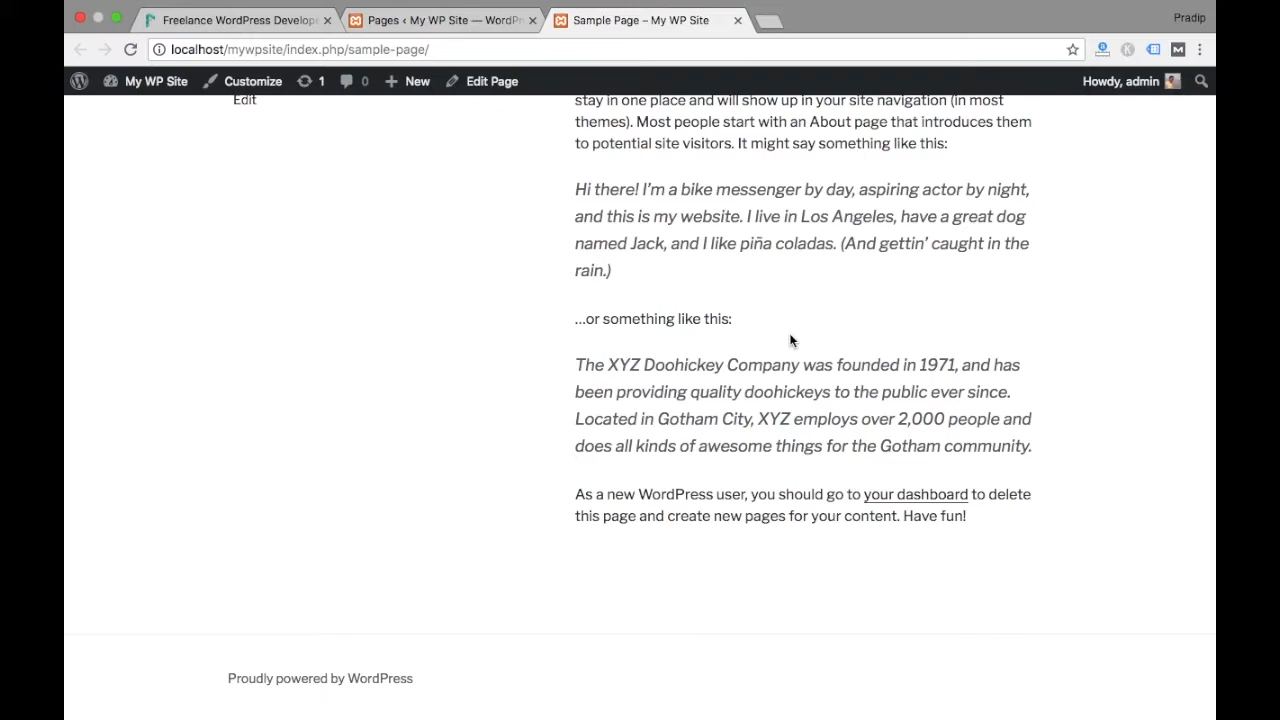 Freelance WordPress Develope
Pages ‹ My WP Site — WordPr
Sample Page – My WP Site
Pradip
localhost/mywpsite/index.php/sample-page/
My WP Site
Customize
1
0
New
Edit Page
Howdy, admin
Edit
stay in one place and will show up in your site navigation (in most
themes). Most people start with an About page that introduces them
to potential site visitors. It might say something like this:
Hi there! I’m a bike messenger by day, aspiring actor by night,
and this is my website. I live in Los Angeles, have a great dog
named Jack, and I like piña coladas. (And gettin’ caught in the
rain.)
…or something like this:
The XYZ Doohickey Company was founded in 1971, and has
been providing quality doohickeys to the public ever since.
Located in Gotham City, XYZ employs over 2,000 people and
does all kinds of awesome things for the Gotham community.
As a new WordPress user, you should go to your dashboard to delete
this page and create new pages for your content. Have fun!
Proudly powered by WordPress